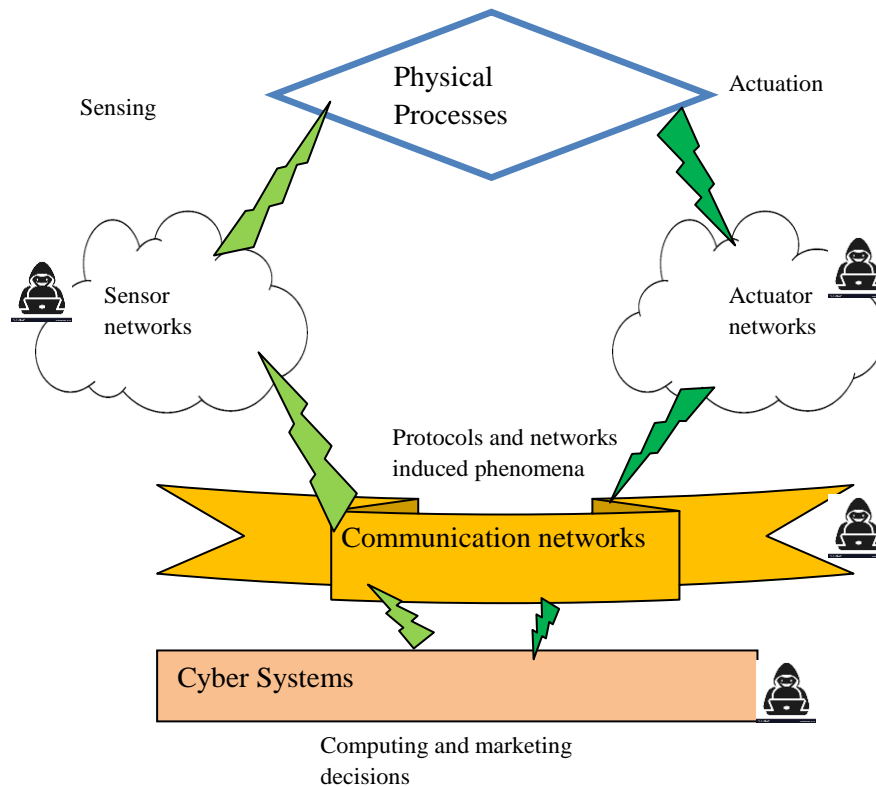 Physical
Processes
Sensing
Actuation
Sensor
networks
Actuator
networks
Protocols and networks
induced phenomena
Communication networks
Cyber Systems
Computing and marketing
decisions